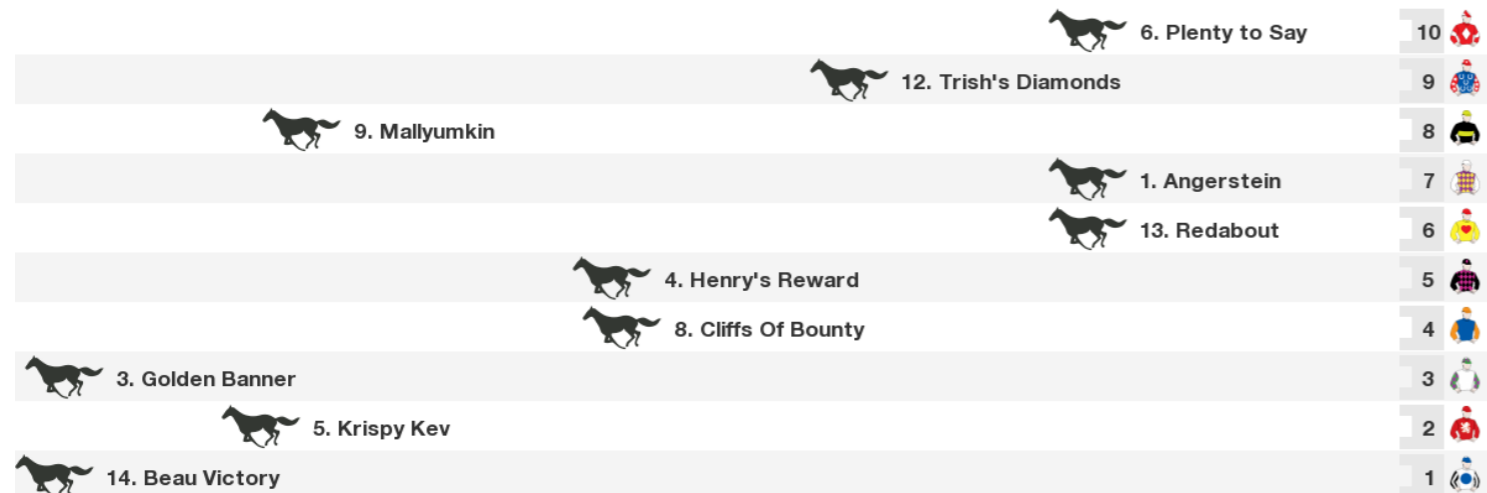 6. Plenty to Say 10
12. Trish's Diamonds 9
9. Mallyumkin 8
1. Angerstein 7
13. Redabout 6
4. Henry's Reward 5
8. Cliffs Of Bounty 4
3. Golden Banner 3
5. Krispy Kev 2
14. Beau Victory 1